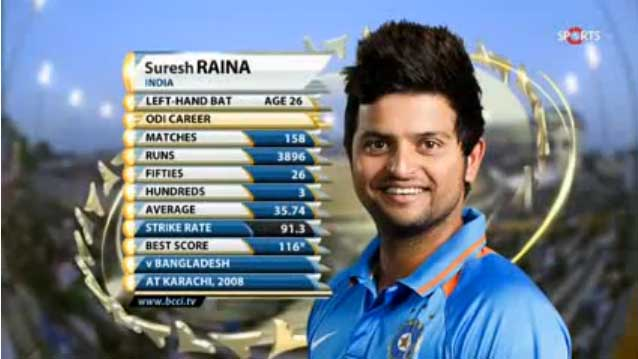 SPORTS
Suresh RAINA
INDIA
LEFT-HAND BAT AGE 26
ODI CAREER
MATCHES 158
RUNS 3896
FIFTIES 26
HUNDREDS 3
AVERAGE 35.74
STRIKE RATE 91.3
BEST SCORE 116*
v BANGLADESH
AT KARACHI, 2008
www.bcci.tv